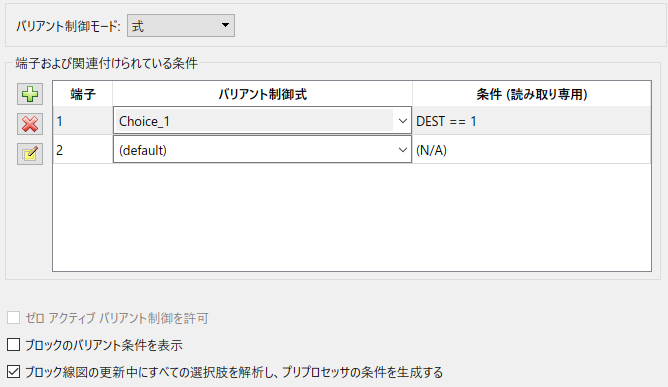 バリアント制御モード: 式
端子および関連付けられている条件
端子 バリアント制御式 条件 (読み取り専用)
1 Choice_1 DEST == 1
2 (default) (N/A)
ゼロ アクティブ バリアント制御を許可
ブロックのバリアント条件を表示
ブロック線図の更新中にすべての選択肢を解析し、プリプロセッサの条件を生成する